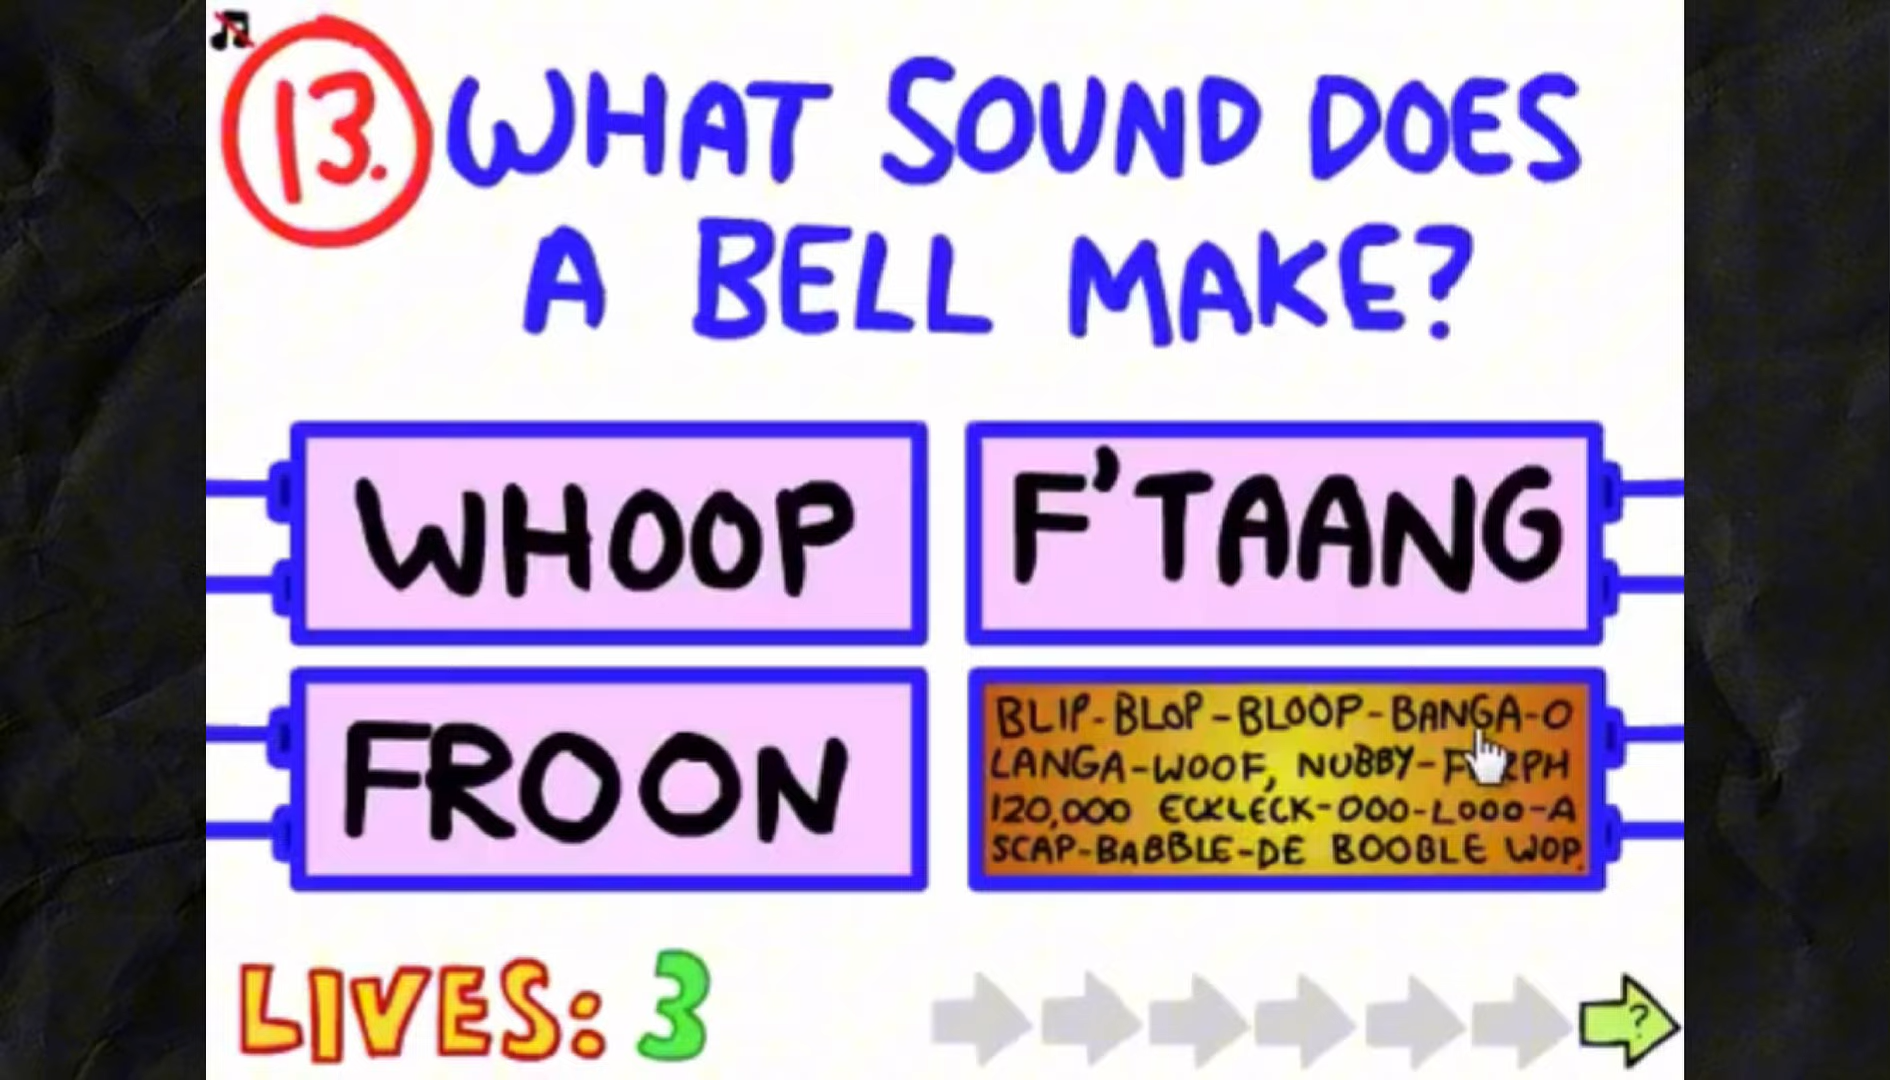 13. WHAT SOUND DOES
A BELL MAKE?
WHOOP
F'TAANG
FROON
BLIP-BLOP-BLOOP-BANGA-O
LANGA-WOOF, NUBBY-
120,000 ECKLECK-OOO-LOOO-A
SCAP-BABBLE-DE BOOBLE WOP.
LIVES: 3
?